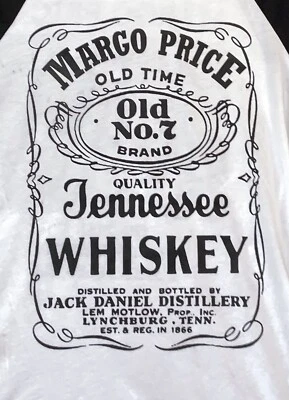 MARGO PRICE
OLD TIME
Old
No.7
BRAND
QUALITY
Tennessee
WHISKEY
DISTILLED AND BOTTLED BY
JACK DANIEL DISTILLERY
LEM MOTLOW, PROP. INC.
LYNCHBURG, TENN.
EST. & REG. IN 1866